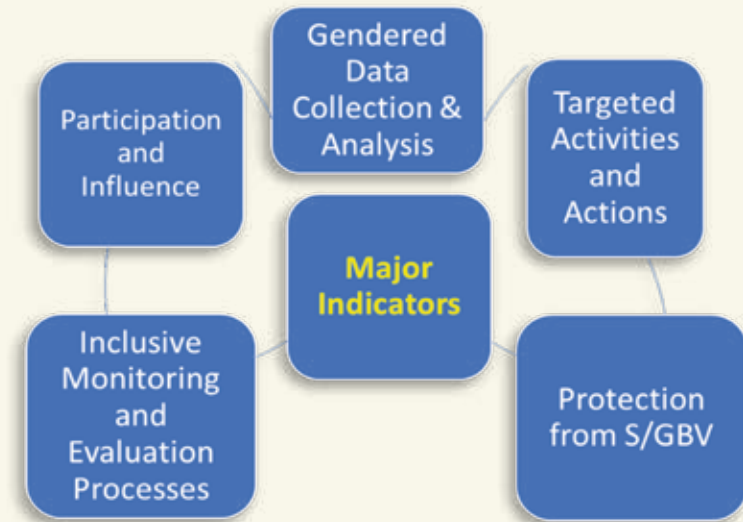 Gendered
Data
Collection &
Analysis
Targeted
Activities
and
Actions
Protection
from S/GBV
Major
Indicators
Inclusive
Monitoring
and
Evaluation
Processes
Participation
and
Influence